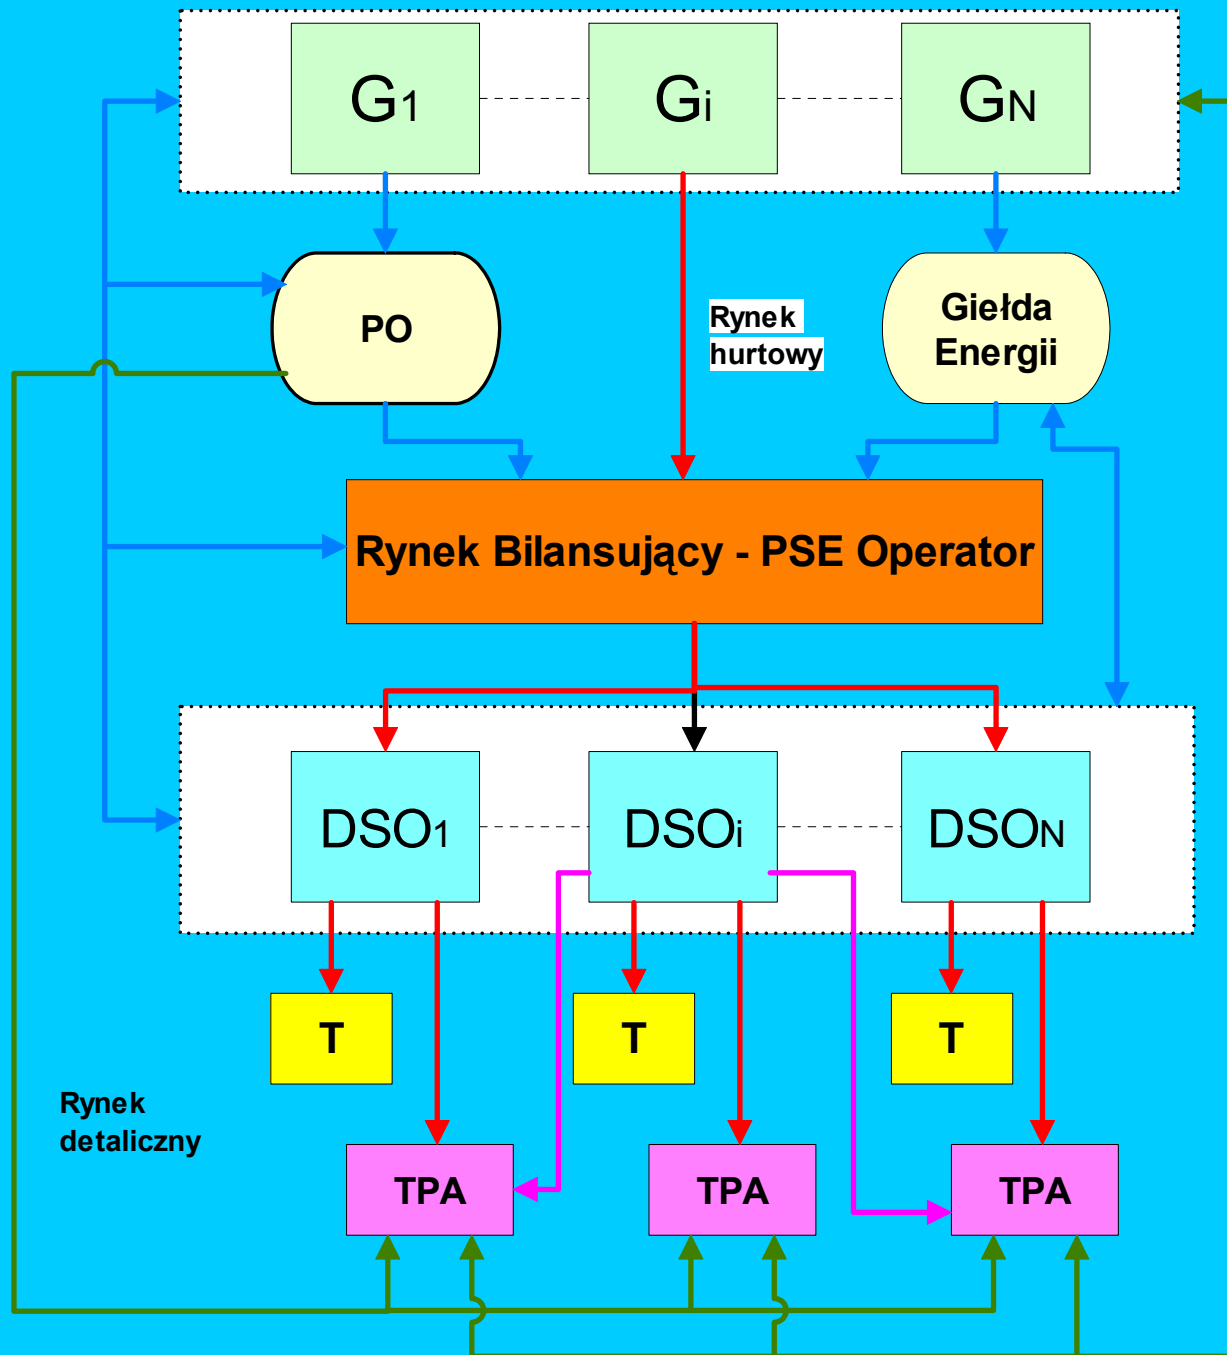 G1
Gi
GN
PO
Rynek
hurtowy
Giełda
Energii
Rynek Bilansujący - PSE Operator
DSO1
DSOi
DSON
T
T
T
Rynek
detaliczny
TPA
TPA
TPA